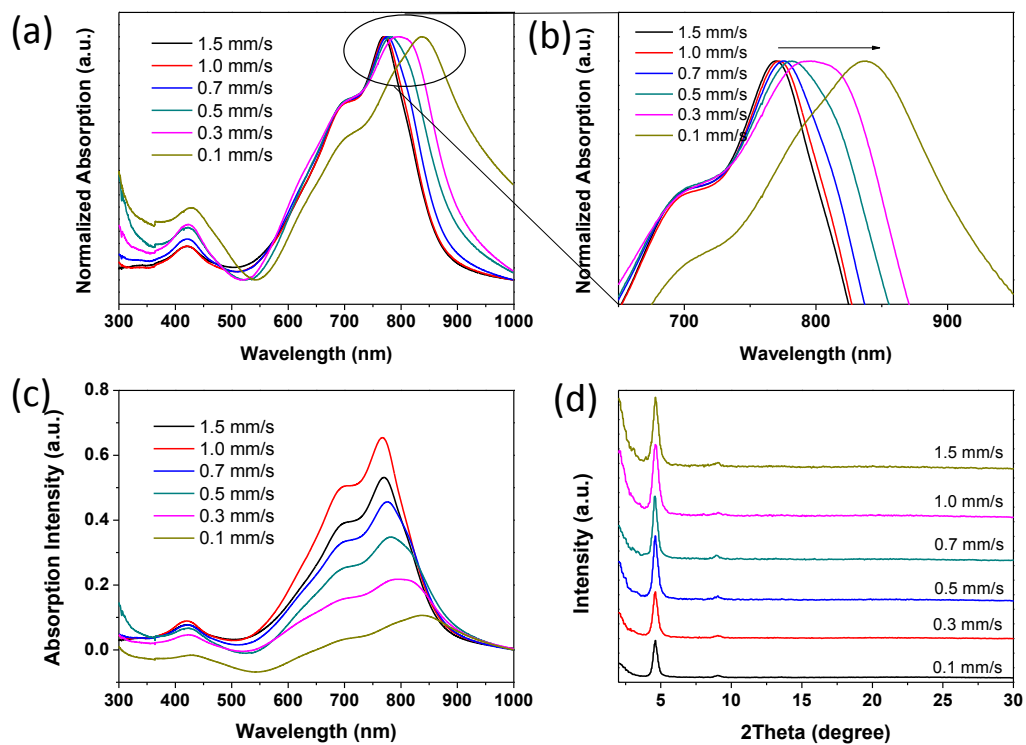 (a)
1.5 mm/s
1.0 mm/s
0.7 mm/s
0.5 mm/s
0.3 mm/s
0.1 mm/s
Normalized Absorption (a.u.)
300 400 500 600 700 800 900 1000
Wavelength (nm)
(b)
1.5 mm/s
1.0 mm/s
0.7 mm/s
0.5 mm/s
0.3 mm/s
0.1 mm/s
Normalized Absorption (a.u.)
700 800 900
Wavelength (nm)
(c)
0.8
0.6
0.4
0.2
0.0
1.5 mm/s
1.0 mm/s
0.7 mm/s
0.5 mm/s
0.3 mm/s
0.1 mm/s
Absorption Intensity (a.u.)
300 400 500 600 700 800 900 1000
Wavelength (nm)
(d)
1.5 mm/s
1.0 mm/s
0.7 mm/s
0.5 mm/s
0.3 mm/s
0.1 mm/s
Intensity (a.u.)
5 10 15 20 25 30
2Theta (degree)